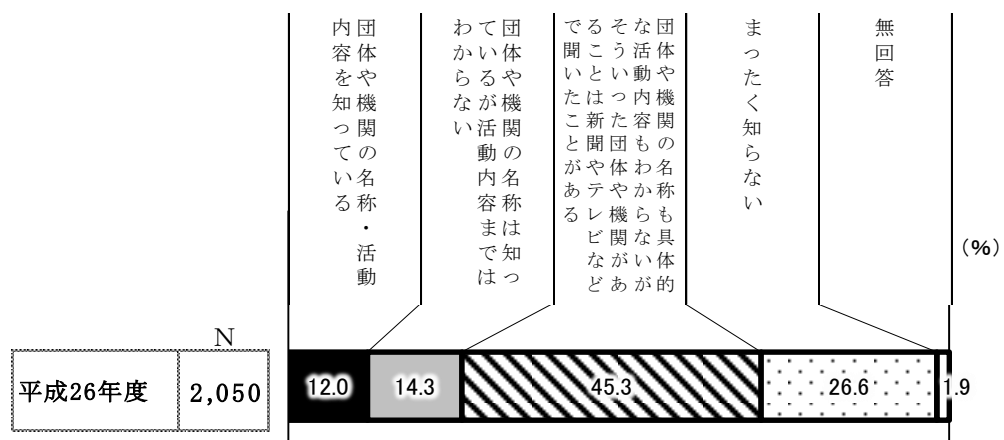 団体や機関の名称・活動
内容を知っている
団体や機関の名称は知っ
ているが活動内容までは
わからない
団体や機関の名称も具体的
な活動内容もわからないが
そういった団体や機関があ
ることは新聞やテレビなど
で聞いたことがある
まったく知らない
無回答
(%)
N
平成26年度 2,050 12.0 14.3 45.3 26.6 1.9